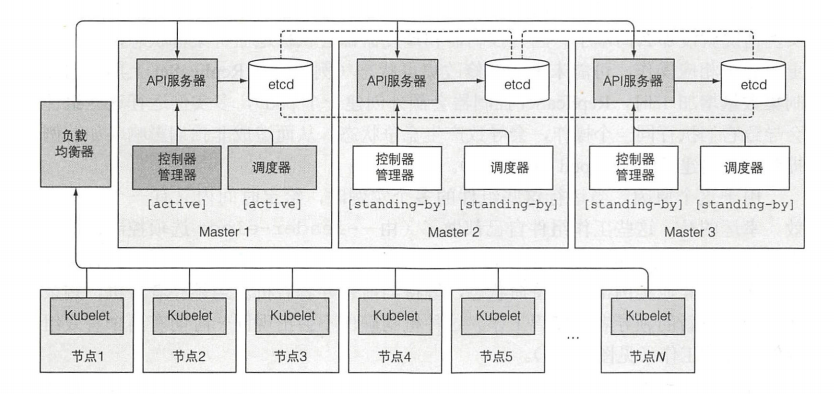 API服务器
etcd
API服务器
etcd
API服务器
etcd
负载
均衡器
控制器
管理器
调度器
控制器
管理器
调度器
控制器
管理器
调度器
[active]
[active]
[standing-by]
[standing-by]
[standing-by]
[standing-by]
Master 1
Master 2
Master 3
Kubelet
Kubelet
Kubelet
Kubelet
Kubelet
Kubelet
节点1
节点2
节点3
节点4
节点5
...
节点N